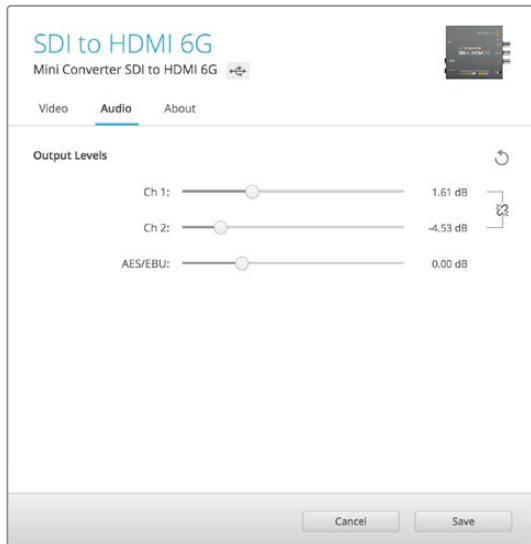 SDI to HDMI 6G
Mini Converter SDI to HDMI 6G
Video Audio About
Output Levels
Ch 1: 1.61 dB
Ch 2: -4.53 dB
AES/EBU: 0.00 dB
Cancel Save